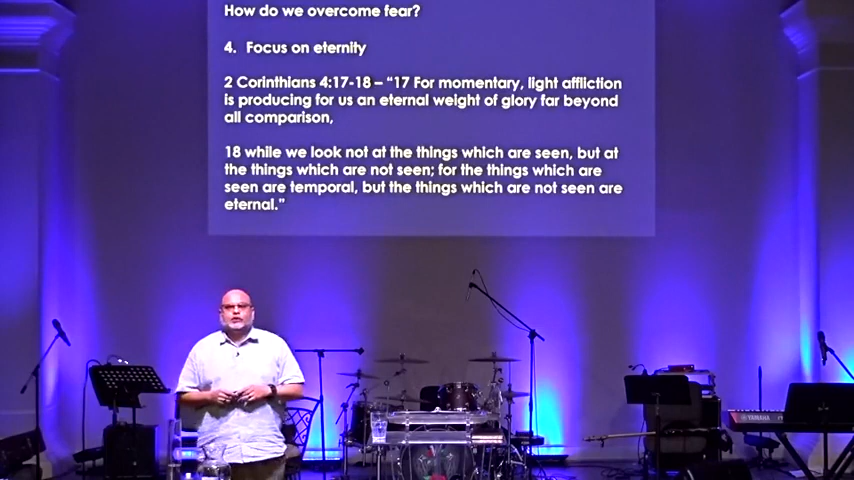 How do we overcome fear?
4. Focus on eternity
2 Corinthians 4:17-18 – “17 For momentary, light affliction
is producing for us an eternal weight of glory far beyond
all comparison,
18 while we look not at the things which are seen, but at
the things which are not seen; for the things which are
seen are temporal, but the things which are not seen are
eternal.”
YAMAHA